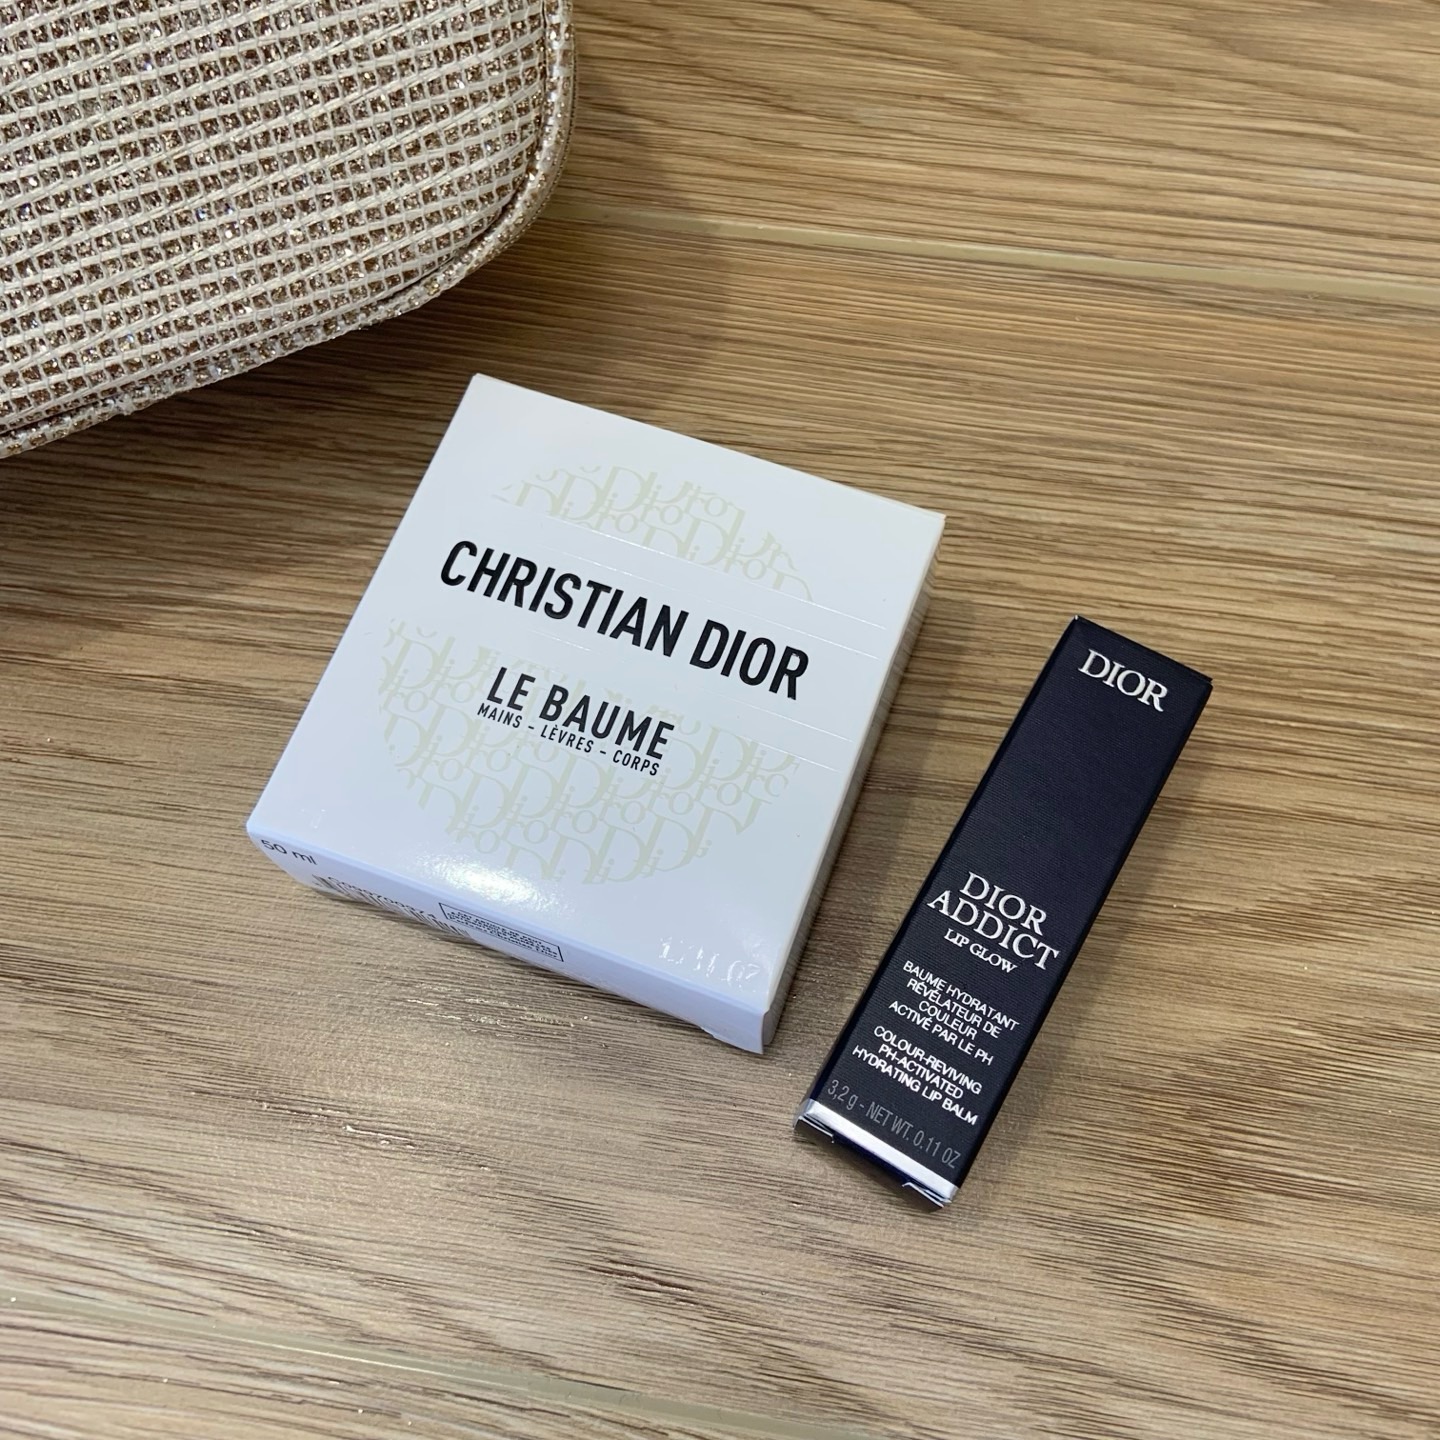 CHRISTIAN DIOR
LE BAUME
MAINS - LÈVRES - CORPS
50 ml
DIOR
DIOR
ADDICT
LIP GLOW
BAUME HYDRATANT
RÉVÉLATEUR DE
COULEUR
ACTIVÉ PAR LE PH
COLOUR-REVIVING
PH-ACTIVATED
HYDRATING LIP BALM
3,2 g - NET WT. 0.11 OZ